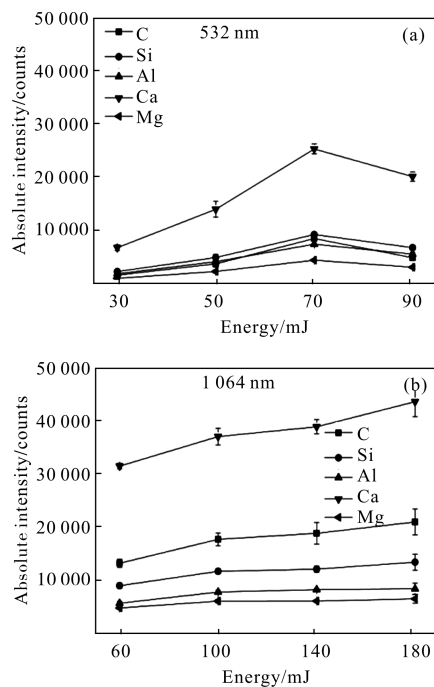 50 000
532 nm
(a)
C
Si
Al
Ca
Mg
40 000
30 000
20 000
10 000
Absolute intensity/counts
30
50
70
90
Energy/mJ
50 000
1 064 nm
(b)
40 000
C
Si
Al
Ca
Mg
30 000
20 000
10 000
Absolute intensity/counts
60
100
140
180
Energy/mJ